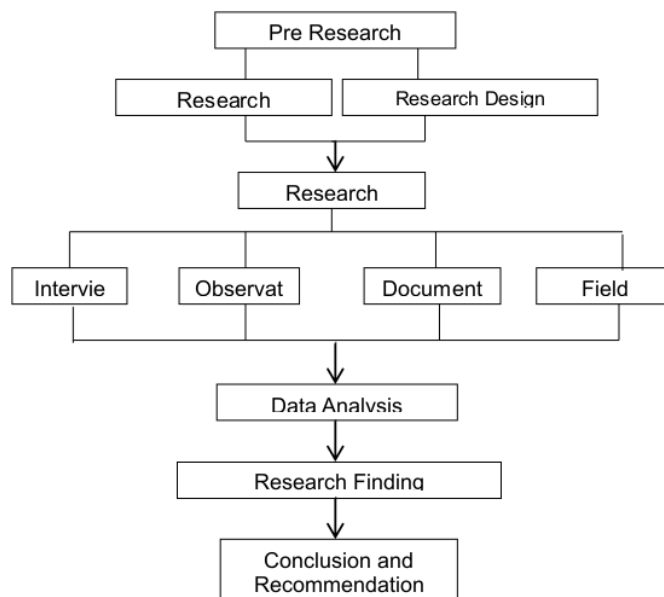 Pre Research
Research
Research Design
Research
Intervie
Observat
Document
Field
Data Analysis
Research Finding
Conclusion and
Recommendation